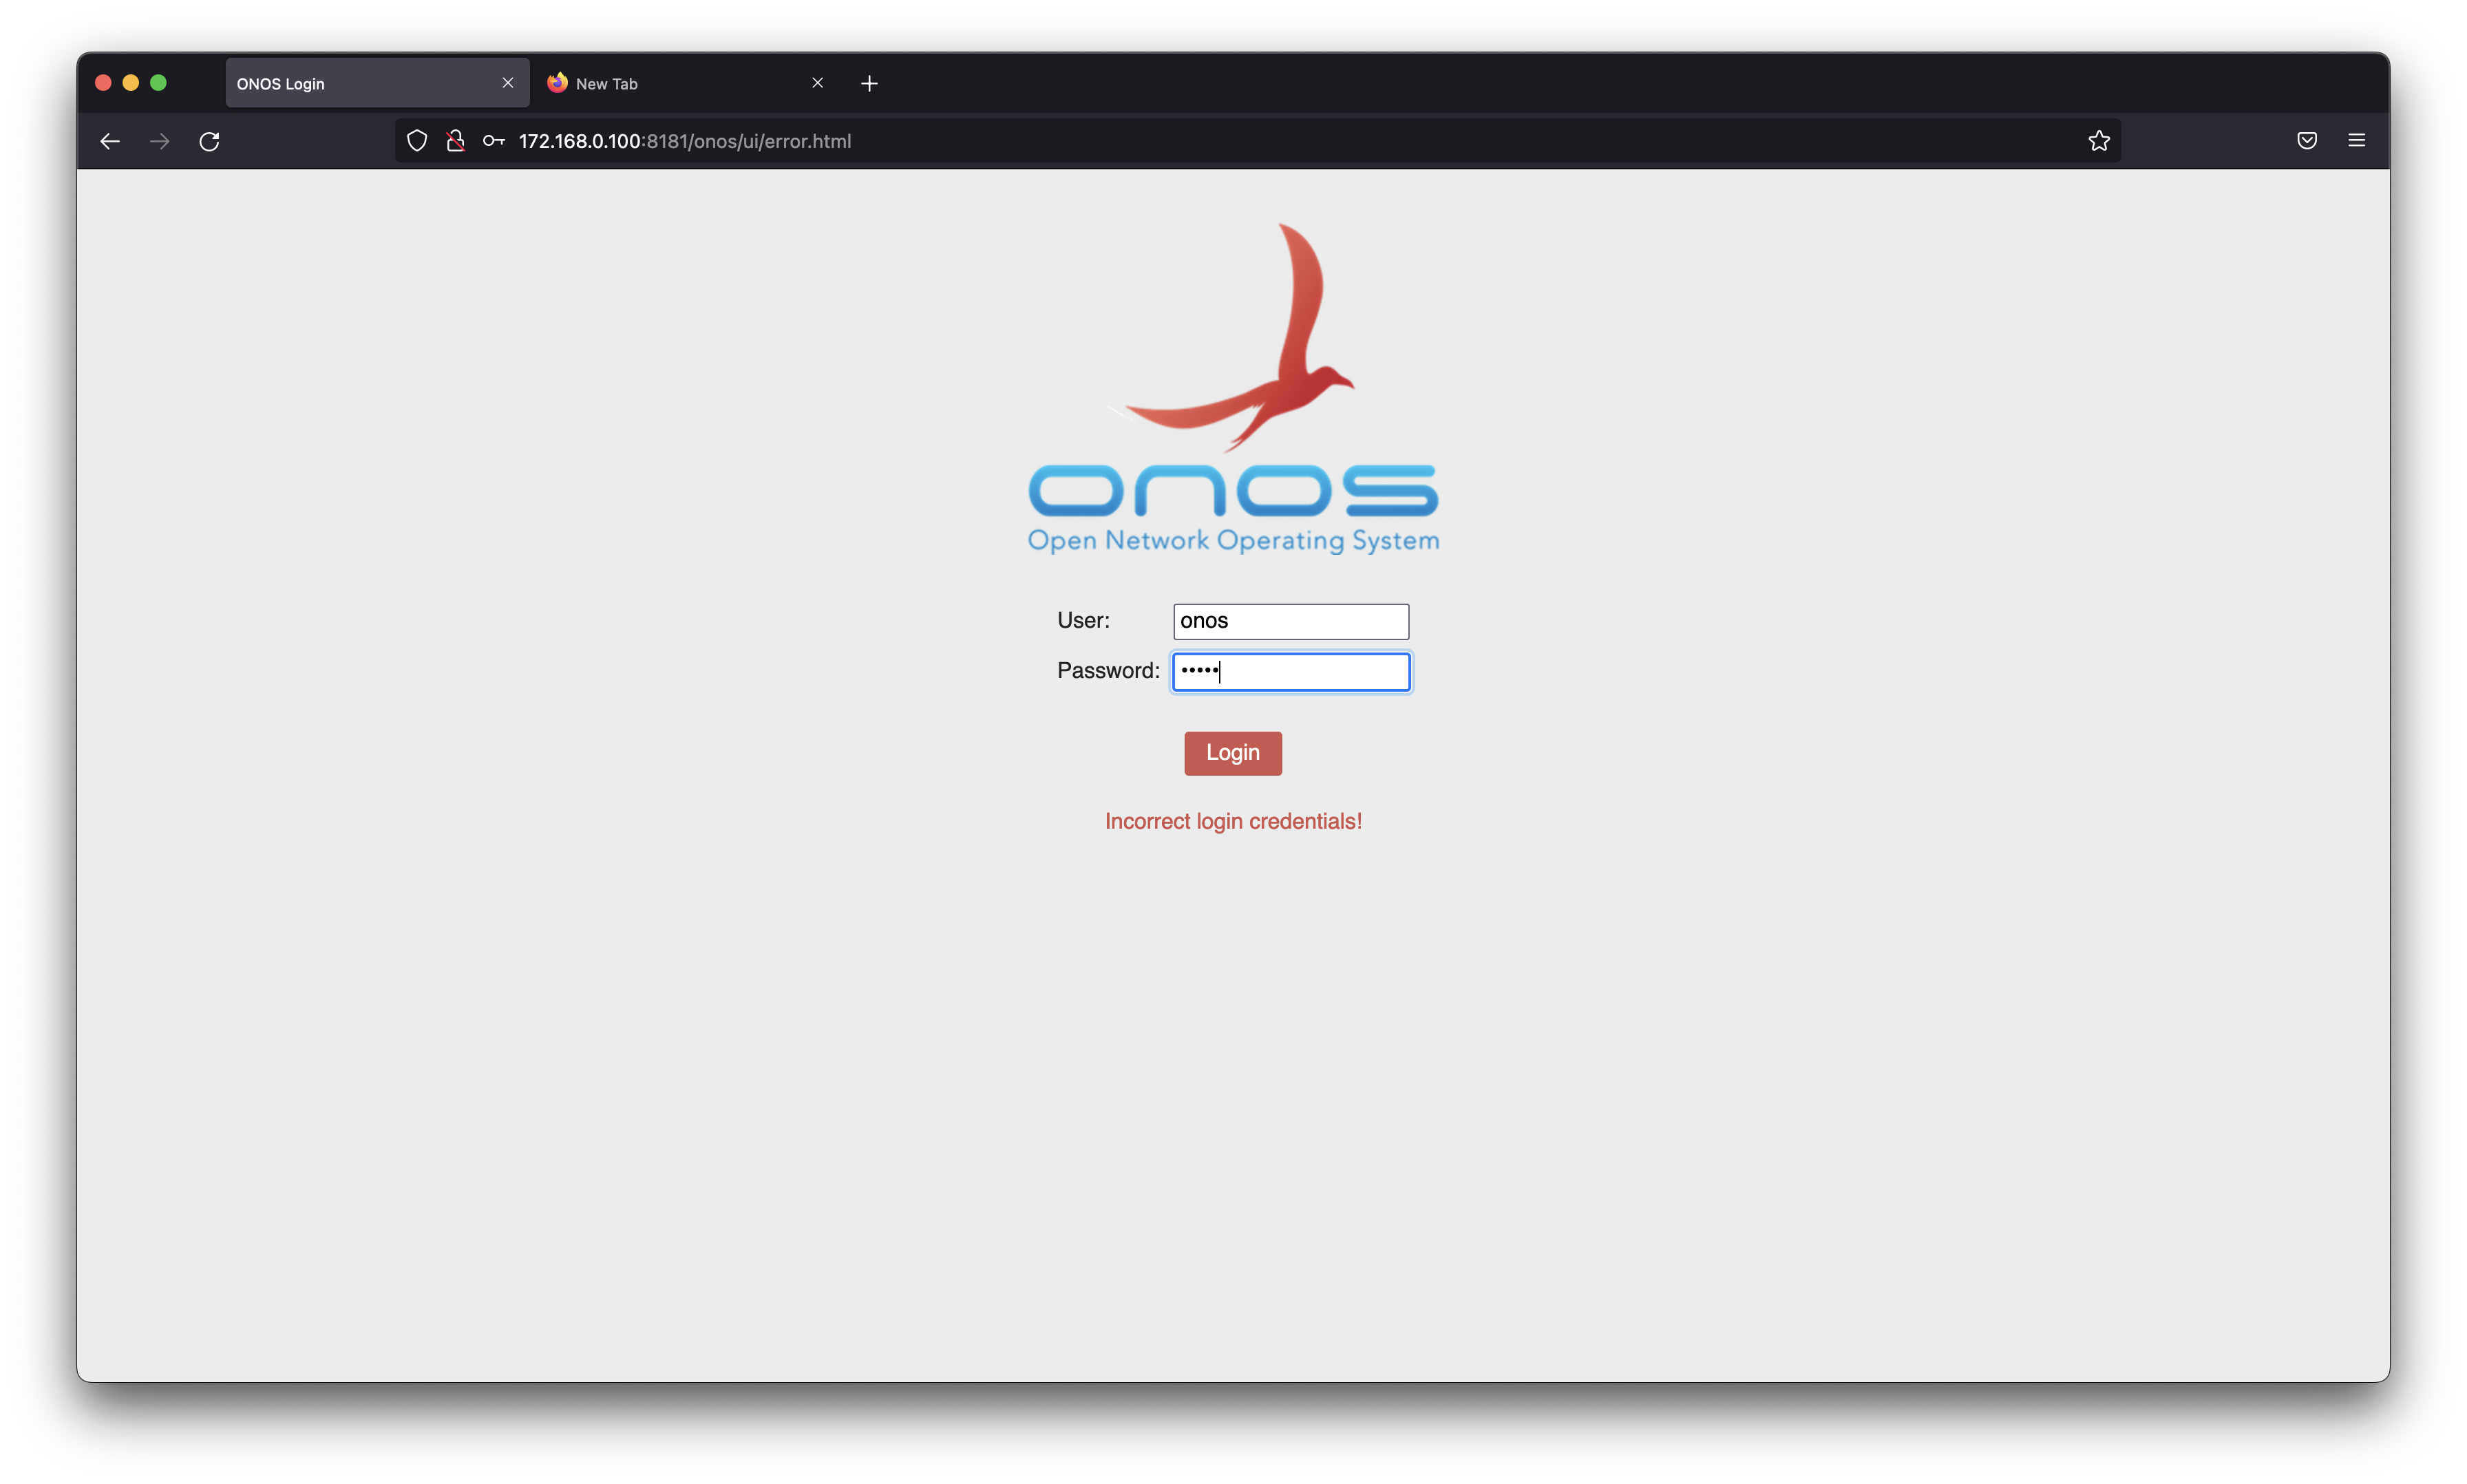 ONOS Login
New Tab
172.168.0.100:8181/onos/ui/error.html
onos
Open Network Operating System
User: onos
Password: •••••
Login
Incorrect login credentials!